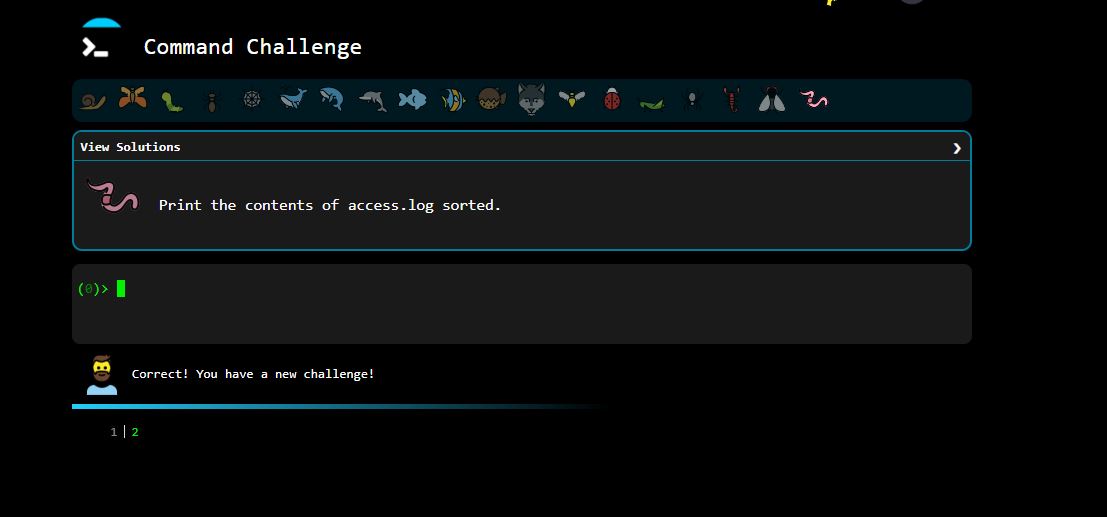 Command Challenge
View Solutions
Print the contents of access.log sorted.
(0)>
Correct! You have a new challenge!
1 | 2